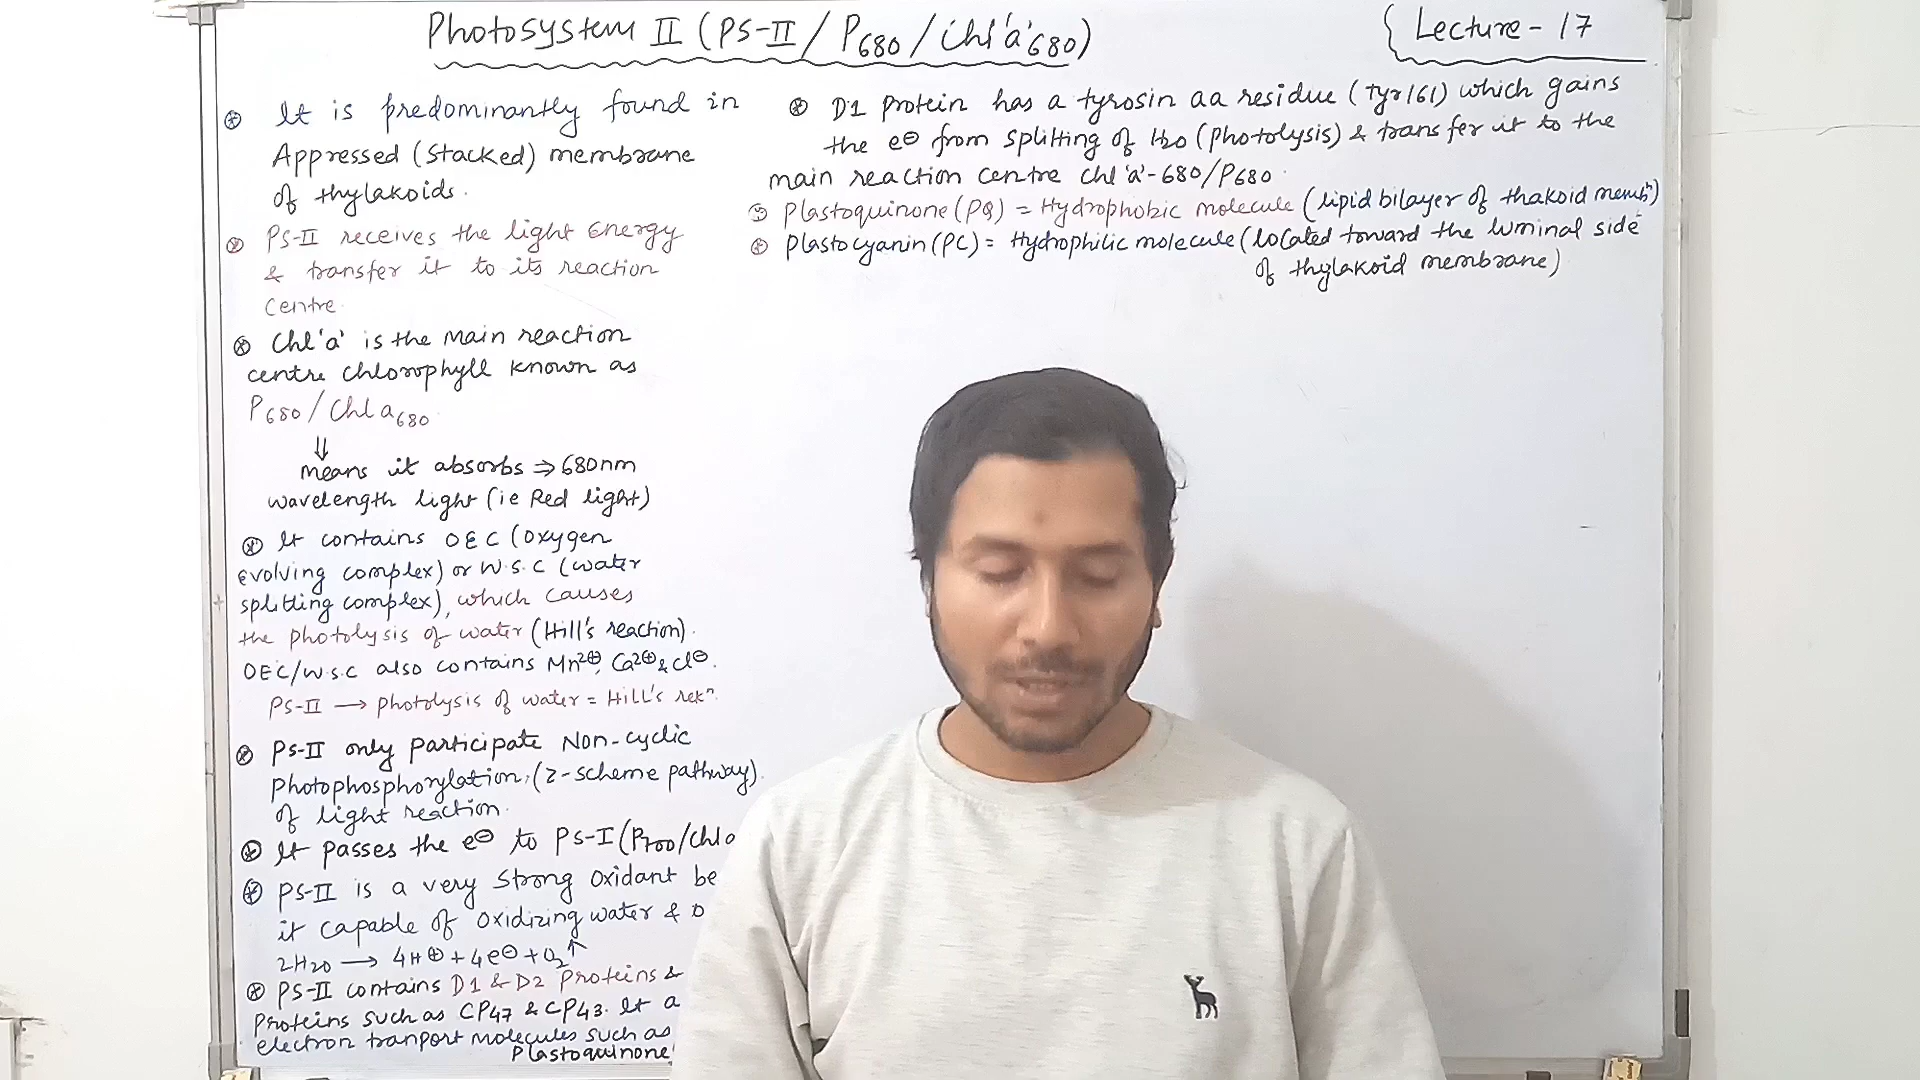 Photosystem II (PS-II / P680 / Chl 'a' 680)
Lecture - 17
It is predominantly found in
Appressed (Stacked) membrane
of thylakoids.
PS-II receives the light Energy
& transfer it to its reaction
Centre.
Chl 'a' is the main reaction
centre chlorophyll known as
P680 / Chl a680
⇓
means it absorbs ⇒ 680nm
wavelength light (ie Red light)
It contains OEC (Oxygen
Evolving complex) or W.S.C (water
splitting complex), which causes
the photolysis of water (Hill's reaction).
OEC/W.S.C also contains Mn2⊕, Ca2⊕ & Cl⊖.
PS-II → photolysis of water = Hill's rexn.
PS-II only participate Non-cyclic
photophosphorylation, (Z-scheme pathway)
of light reaction.
It passes the e⊖ to PS-I (P700/Chl
PS-II is a very Strong Oxidant
it capable of oxidizing water &
2H2O → 4H⊕ + 4e⊖ + O2↑
PS-II contains D1 & D2 Proteins &
Proteins such as CP47 & CP43. It
electron tranport molecules such as
Plastoquinone
D1 protein has a tyrosin aa residue (Tyr161) which gains
the e⊖ from splitting of H2O (Photolysis) & transfer it to the
main reaction centre chl 'a'-680/P680.
Plastoquinone (PQ) = Hydrophobic molecule (lipid bilayer of thakoid membn)
Plastocyanin (PC) = Hydrophilic molecule (located toward the luminal side
of thylakoid membrane)